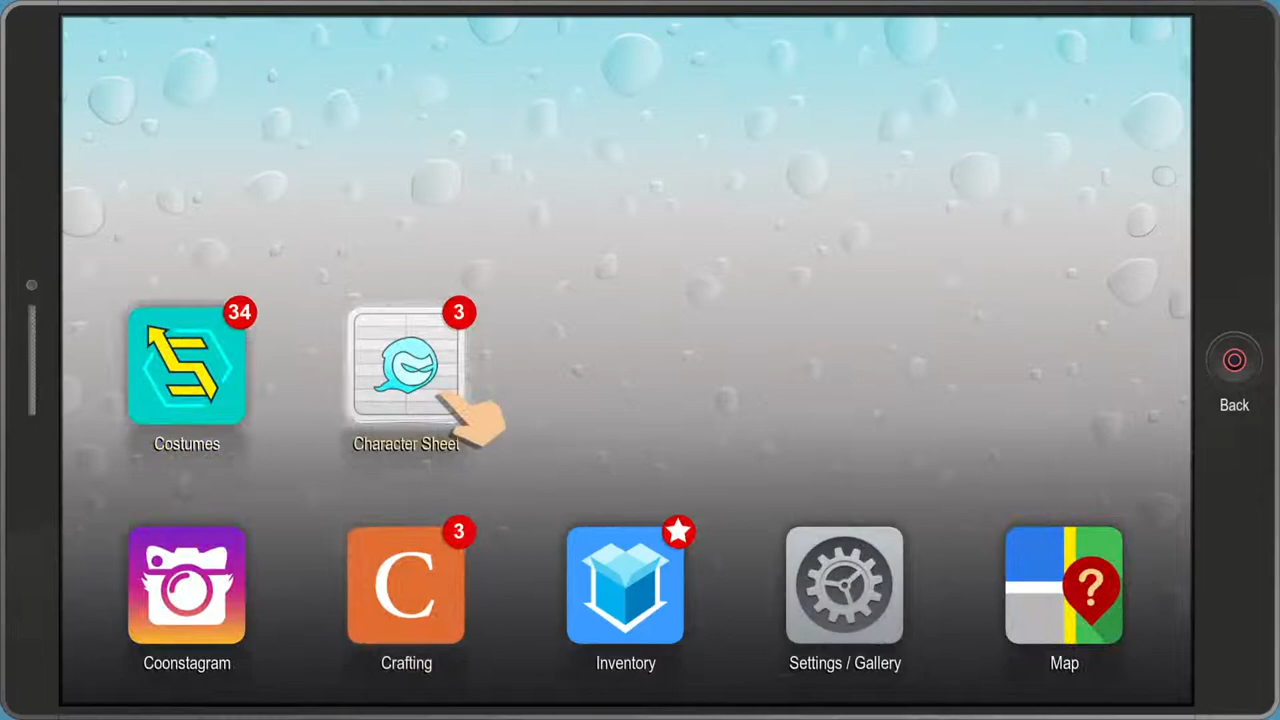 34
3
Costumes
Character Sheet
Back
3
C
?
Coonstagram
Crafting
Inventory
Settings / Gallery
Map